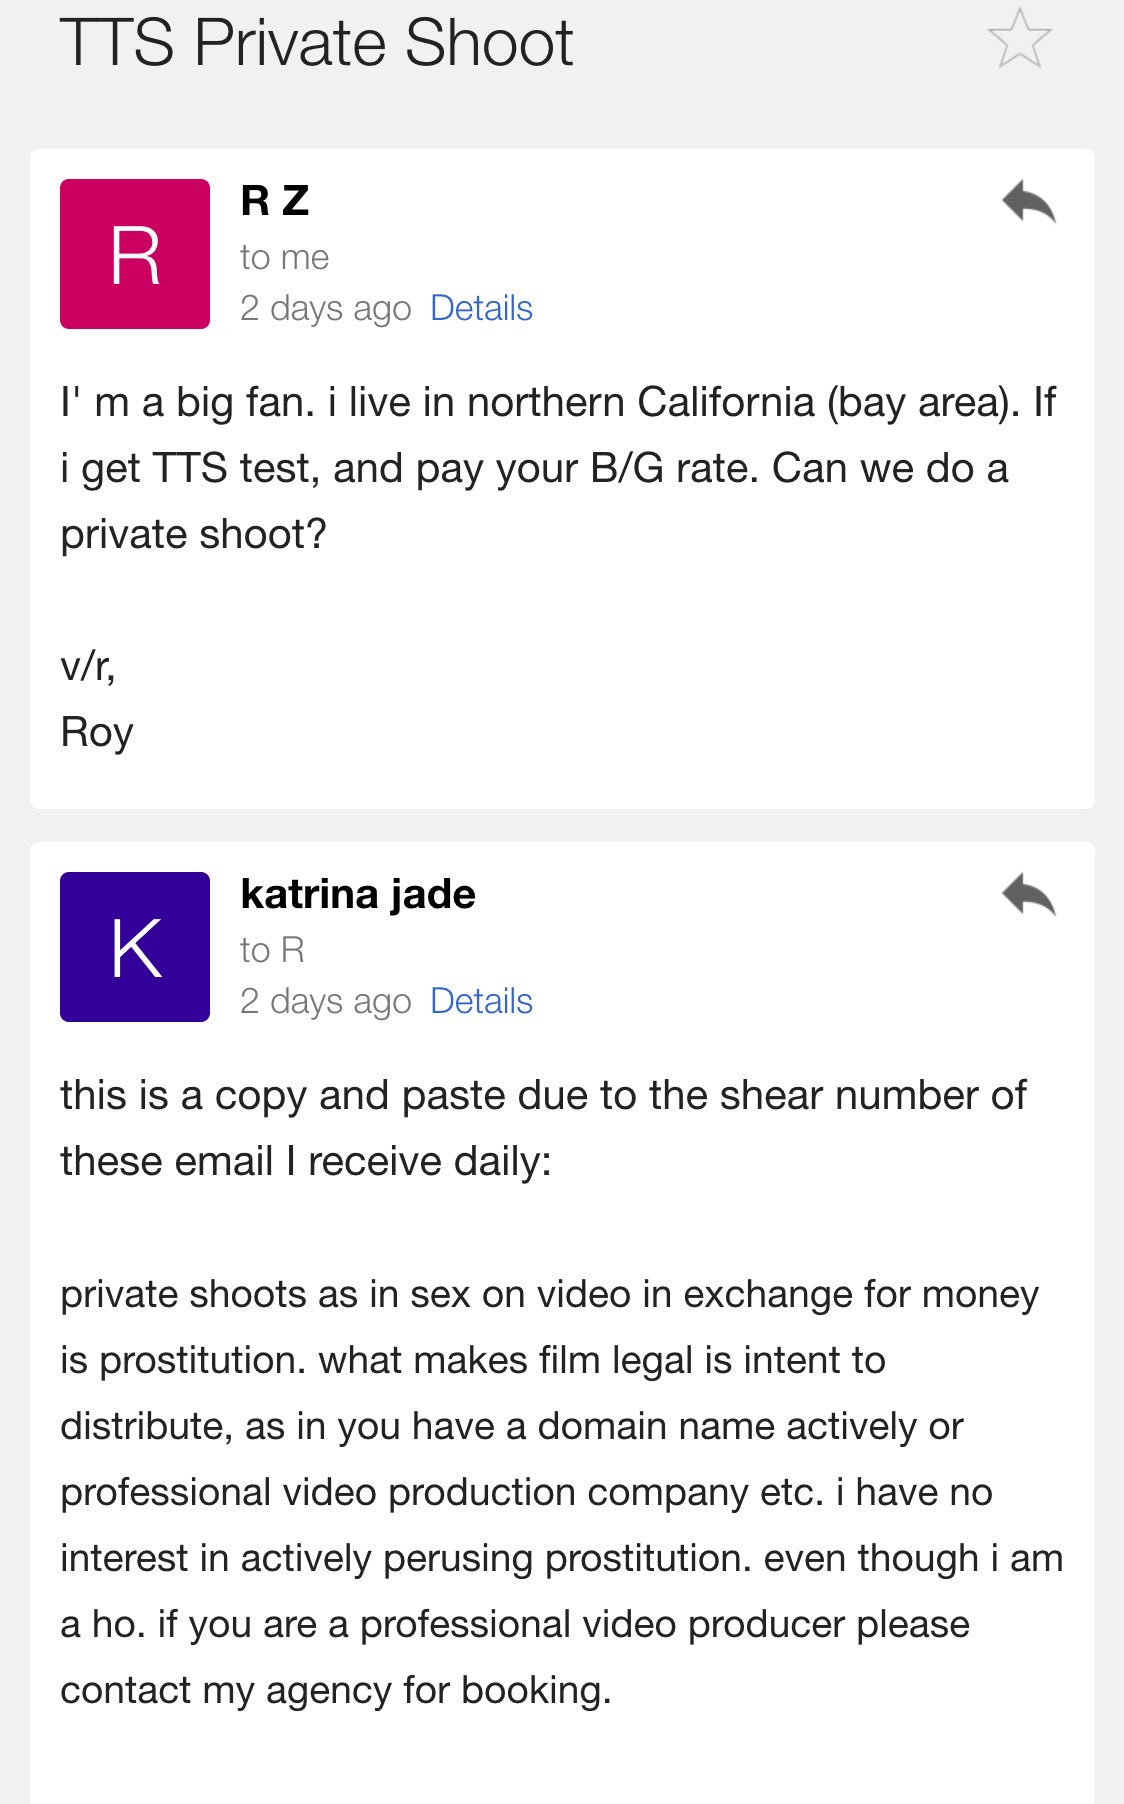 TTS Private Shoot
R
R Z
to me
2 days ago Details
I' m a big fan. i live in northern California (bay area). If
i get TTS test, and pay your B/G rate. Can we do a
private shoot?
v/r,
Roy
K
katrina jade
to R
2 days ago Details
this is a copy and paste due to the shear number of
these email I receive daily:
private shoots as in sex on video in exchange for money
is prostitution. what makes film legal is intent to
distribute, as in you have a domain name actively or
professional video production company etc. i have no
interest in actively perusing prostitution. even though i am
a ho. if you are a professional video producer please
contact my agency for booking.